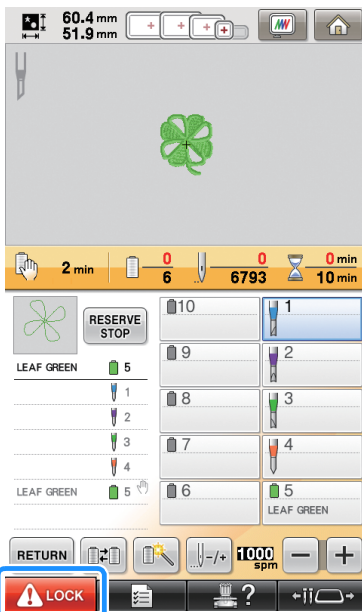 60.4 mm
51.9 mm
2 min
0
6
0
6793
0 min
10 min
RESERVE
STOP
LEAF GREEN 5
1
2
3
4
LEAF GREEN 5
10 1
9 2
8 3
7 4
6 5
LEAF GREEN
RETURN -/+ 1000 spm - +
LOCK ?